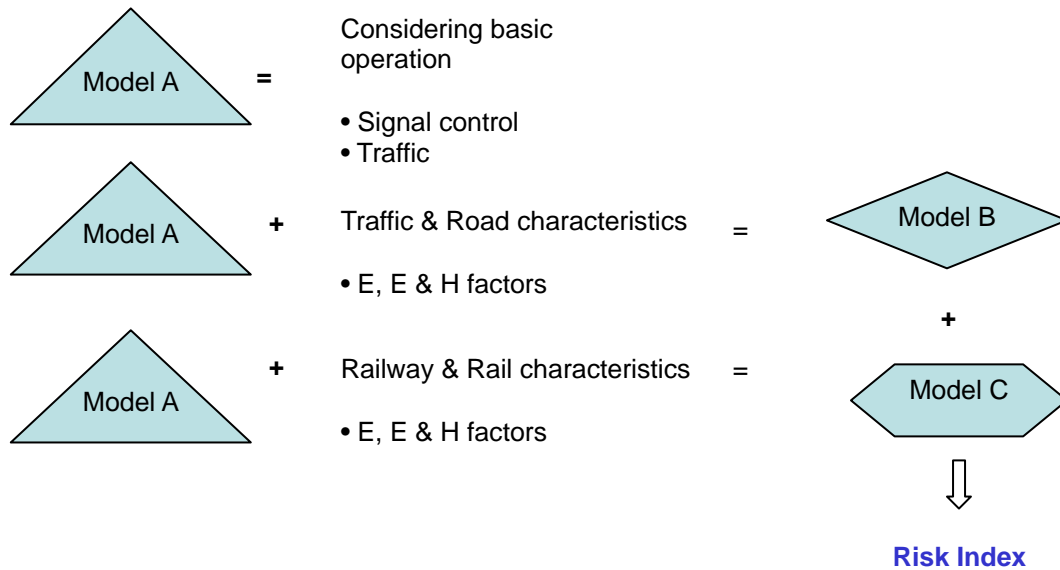 Model A = Considering basic
operation
• Signal control
• Traffic
Model A + Traffic & Road characteristics = Model B
• E, E & H factors
+
Model A + Railway & Rail characteristics = Model C
• E, E & H factors
Risk Index